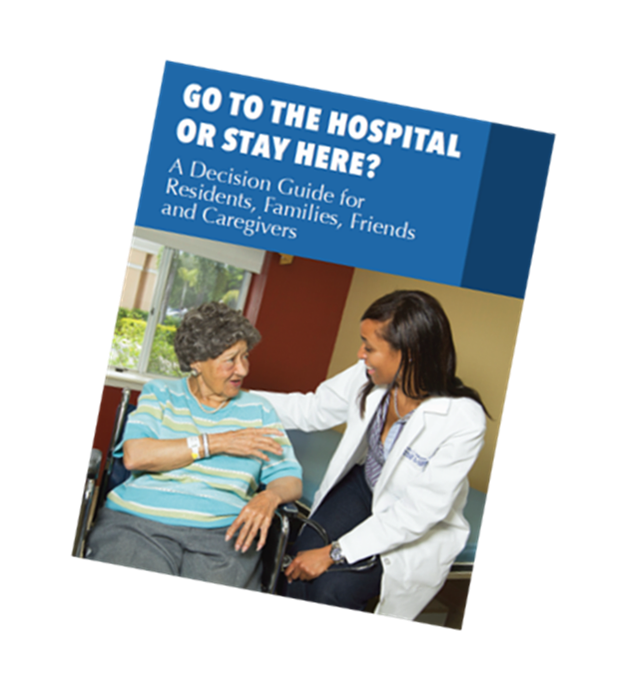 GO TO THE HOSPITAL
OR STAY HERE?
A Decision Guide for
Residents, Families, Friends
and Caregivers